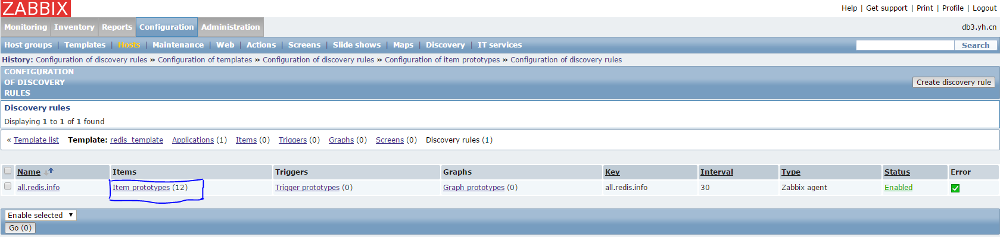 ZABBIX
Help | Get support | Print | Profile | Logout
Monitoring Inventory Reports Configuration Administration
db3.yh.cn
Host groups | Templates | Hosts | Maintenance | Web | Actions | Screens | Slide shows | Maps | Discovery | IT services
Search
History: Configuration of discovery rules » Configuration of templates » Configuration of discovery rules » Configuration of item prototypes » Configuration of discovery rules
CONFIGURATION
OF DISCOVERY
RULES
Create discovery rule
Discovery rules
Displaying 1 to 1 of 1 found
« Template list Template: redis_template Applications (1) Items (0) Triggers (0) Graphs (0) Screens (0) Discovery rules (1)
Name Items Triggers Graphs Key Interval Type Status Error
all.redis.info Item prototypes (12) Trigger prototypes (0) Graph prototypes (0) all.redis.info 30 Zabbix agent Enabled
Enable selected
Go (0)